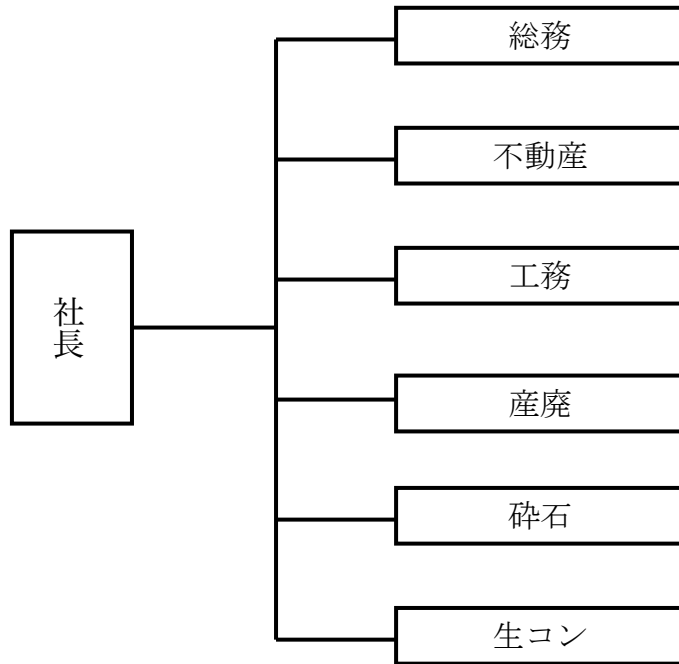 社長
総務
不動産
工務
産廃
砕石
生コン